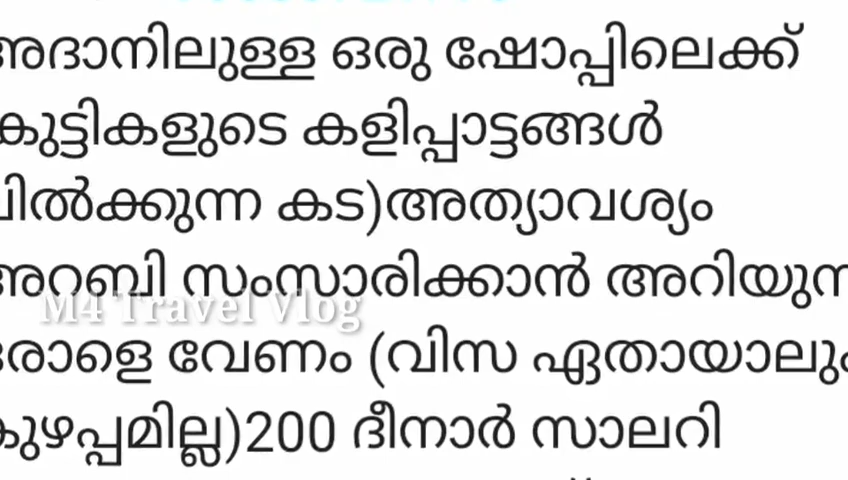 അദാനിലുള്ള ഒരു ഷോപ്പിലെക്ക്
കുട്ടികളുടെ കളിപ്പാട്ടങ്ങൾ
വിൽക്കുന്ന കട)അത്യാവശ്യം
അറബി സംസാരിക്കാൻ അറിയുന്ന
M4 Travel Vlog
ഒരാളെ വേണം (വിസ ഏതായാലും
കുഴപ്പമില്ല)200 ദീനാർ സാലറി